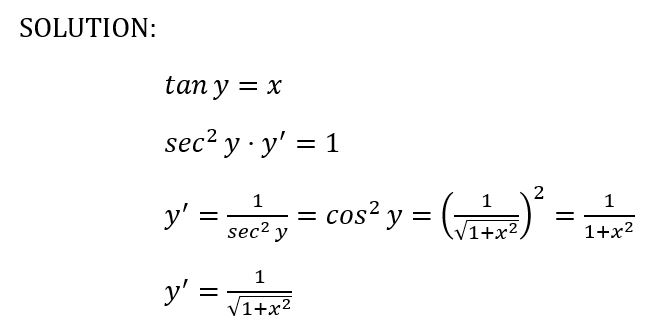 SOLUTION:
tan y = x
sec² y · y′ = 1
y′ = 1/(sec² y) = cos² y = (1/√(1+x²))² = 1/(1+x²)
y′ = 1/√(1+x²)